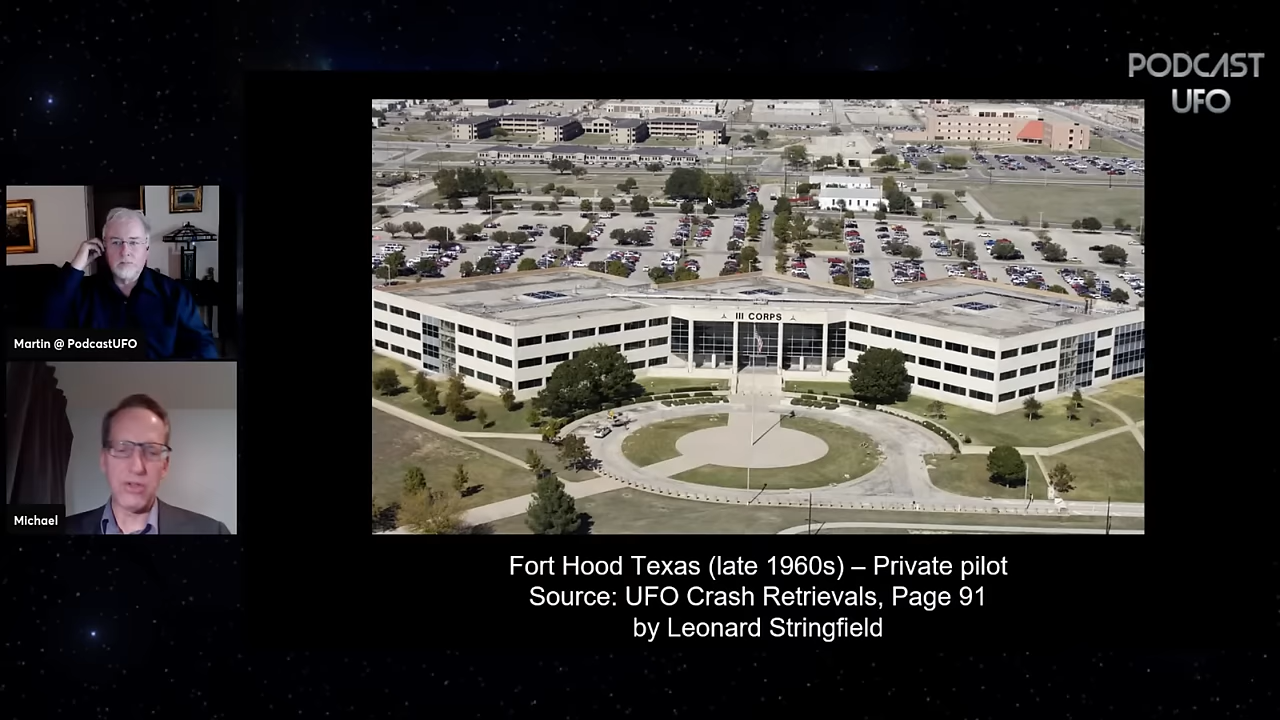 PODCAST
UFO
III CORPS
Martin @ PodcastUFO
Michael
Fort Hood Texas (late 1960s) – Private pilot
Source: UFO Crash Retrievals, Page 91
by Leonard Stringfield